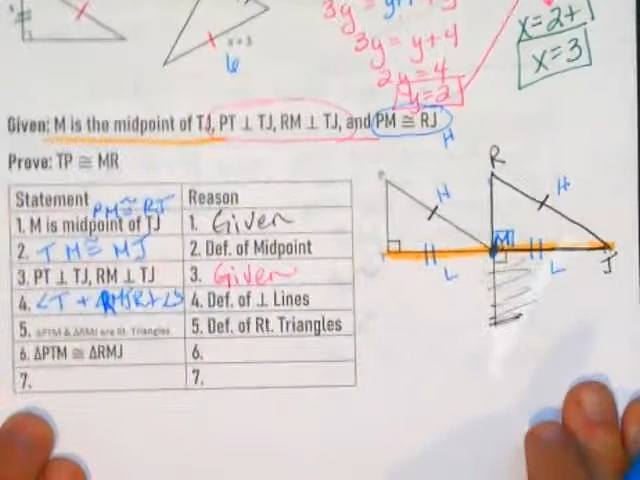 3y = y+4
x = 2+1
3y = y+4
x=3
2y = 4
y=2
x+3
6
Given: M is the midpoint of TJ, PT ⊥ TJ, RM ⊥ TJ, and PM ≅ RJ
H
Prove: TP ≅ MR
Statement Reason
PM ≅ RJ
1. M is midpoint of TJ 1. Given
2. TM ≅ MJ 2. Def. of Midpoint
3. PT ⊥ TJ, RM ⊥ TJ 3. Given
4. ∠T + 4. Def. of ⊥ Lines
5. ΔPTM & ΔRMJ are Rt. Triangles 5. Def. of Rt. Triangles
6. ΔPTM ≅ ΔRMJ 6.
7. 7.
R
H H
M
L L J